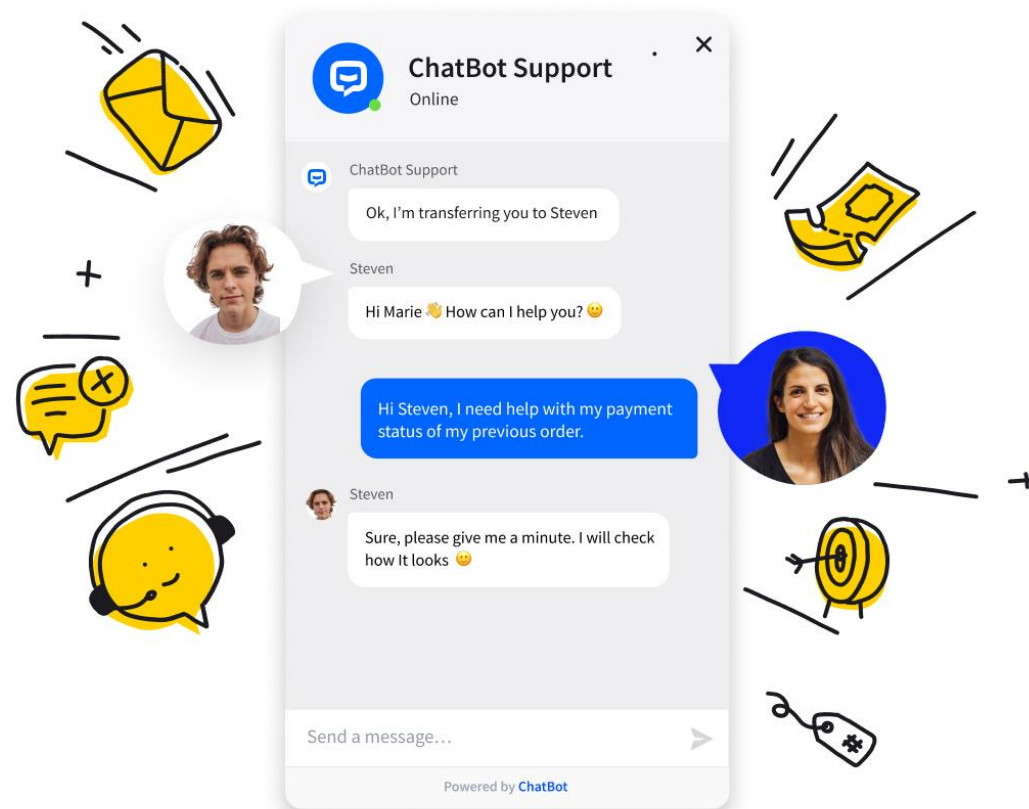 ChatBot Support
Online
ChatBot Support
Ok, I’m transferring you to Steven
Steven
Hi Marie 👋 How can I help you? 🙂
Hi Steven, I need help with my payment
status of my previous order.
Steven
Sure, please give me a minute. I will check
how It looks 🙂
Send a message…
Powered by ChatBot
#